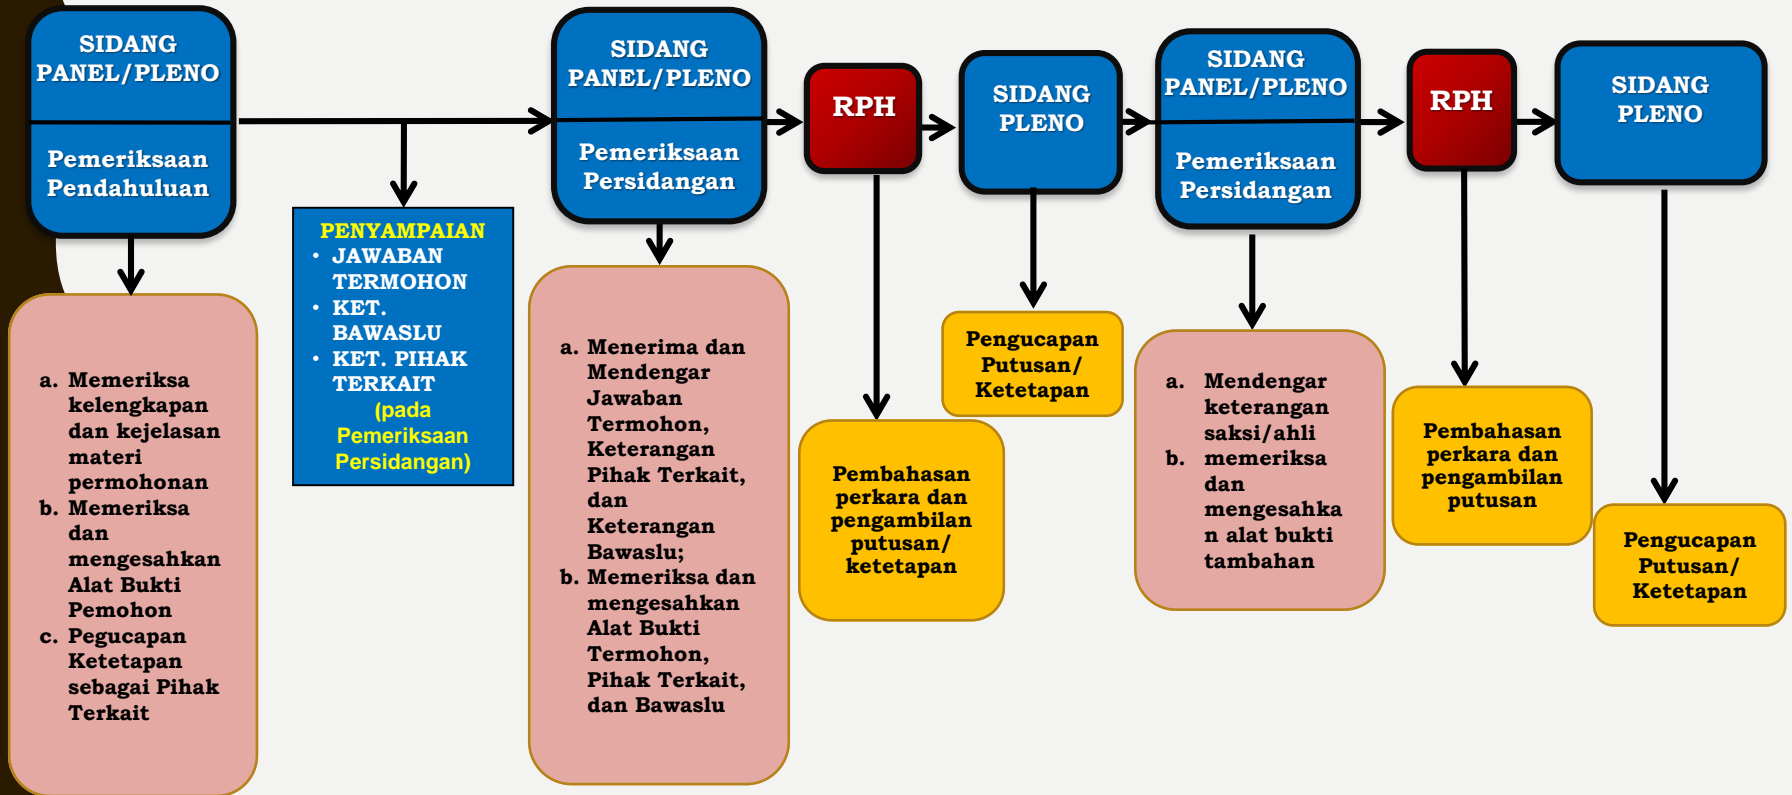 SIDANG
PANEL/PLENO
Pemeriksaan
Pendahuluan
a. Memeriksa
kelengkapan
dan kejelasan
materi
permohonan
b. Memeriksa
dan
mengesahkan
Alat Bukti
Pemohon
c. Pegucapan
Ketetapan
sebagai Pihak
Terkait
PENYAMPAIAN
• JAWABAN
TERMOHON
• KET.
BAWASLU
• KET. PIHAK
TERKAIT
(pada
Pemeriksaan
Persidangan)
SIDANG
PANEL/PLENO
Pemeriksaan
Persidangan
a. Menerima dan
Mendengar
Jawaban
Termohon,
Keterangan
Pihak Terkait,
dan
Keterangan
Bawaslu;
b. Memeriksa dan
mengesahkan
Alat Bukti
Termohon,
Pihak Terkait,
dan Bawaslu
RPH
Pembahasan
perkara dan
pengambilan
putusan/
ketetapan
SIDANG
PLENO
Pengucapan
Putusan/
Ketetapan
SIDANG
PANEL/PLENO
Pemeriksaan
Persidangan
a. Mendengar
keterangan
saksi/ahli
b. memeriksa
dan
mengesahka
n alat bukti
tambahan
RPH
Pembahasan
perkara dan
pengambilan
putusan
SIDANG
PLENO
Pengucapan
Putusan/
Ketetapan